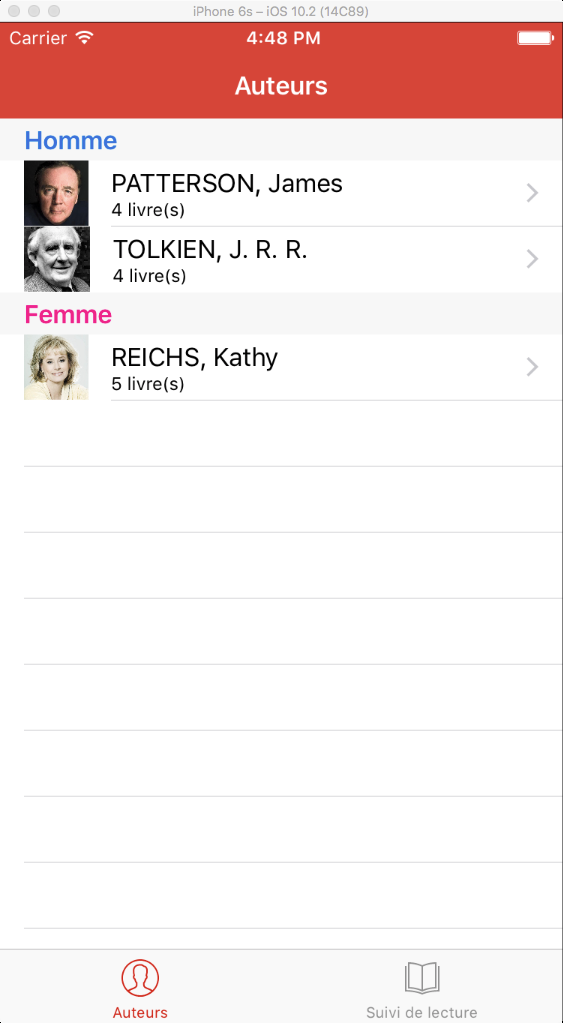 iPhone 6s – iOS 10.2 (14C89)
Carrier 4:48 PM
Auteurs
Homme
PATTERSON, James
4 livre(s)
TOLKIEN, J. R. R.
4 livre(s)
Femme
REICHS, Kathy
5 livre(s)
Auteurs Suivi de lecture